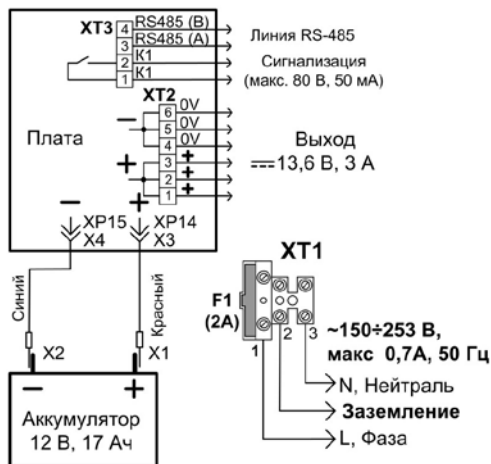 XT3
4 RS485 (B)
3 RS485 (A)
2 К1
1 К1
Линия RS-485
Сигнализация
(макс. 80 В, 50 мА)
XT2
6 0V
5 0V
4 0V
3 +
2 +
1 +
−
+
Плата
Выход
13,6 В, 3 А
− +
XP15 XP14
X4 X3
Синий
Красный
X2 X1
− +
Аккумулятор
12 В, 17 Ач
XT1
F1
(2А)
1 2 3
~150÷253 В,
макс 0,7А, 50 Гц
N, Нейтраль
Заземление
L, Фаза